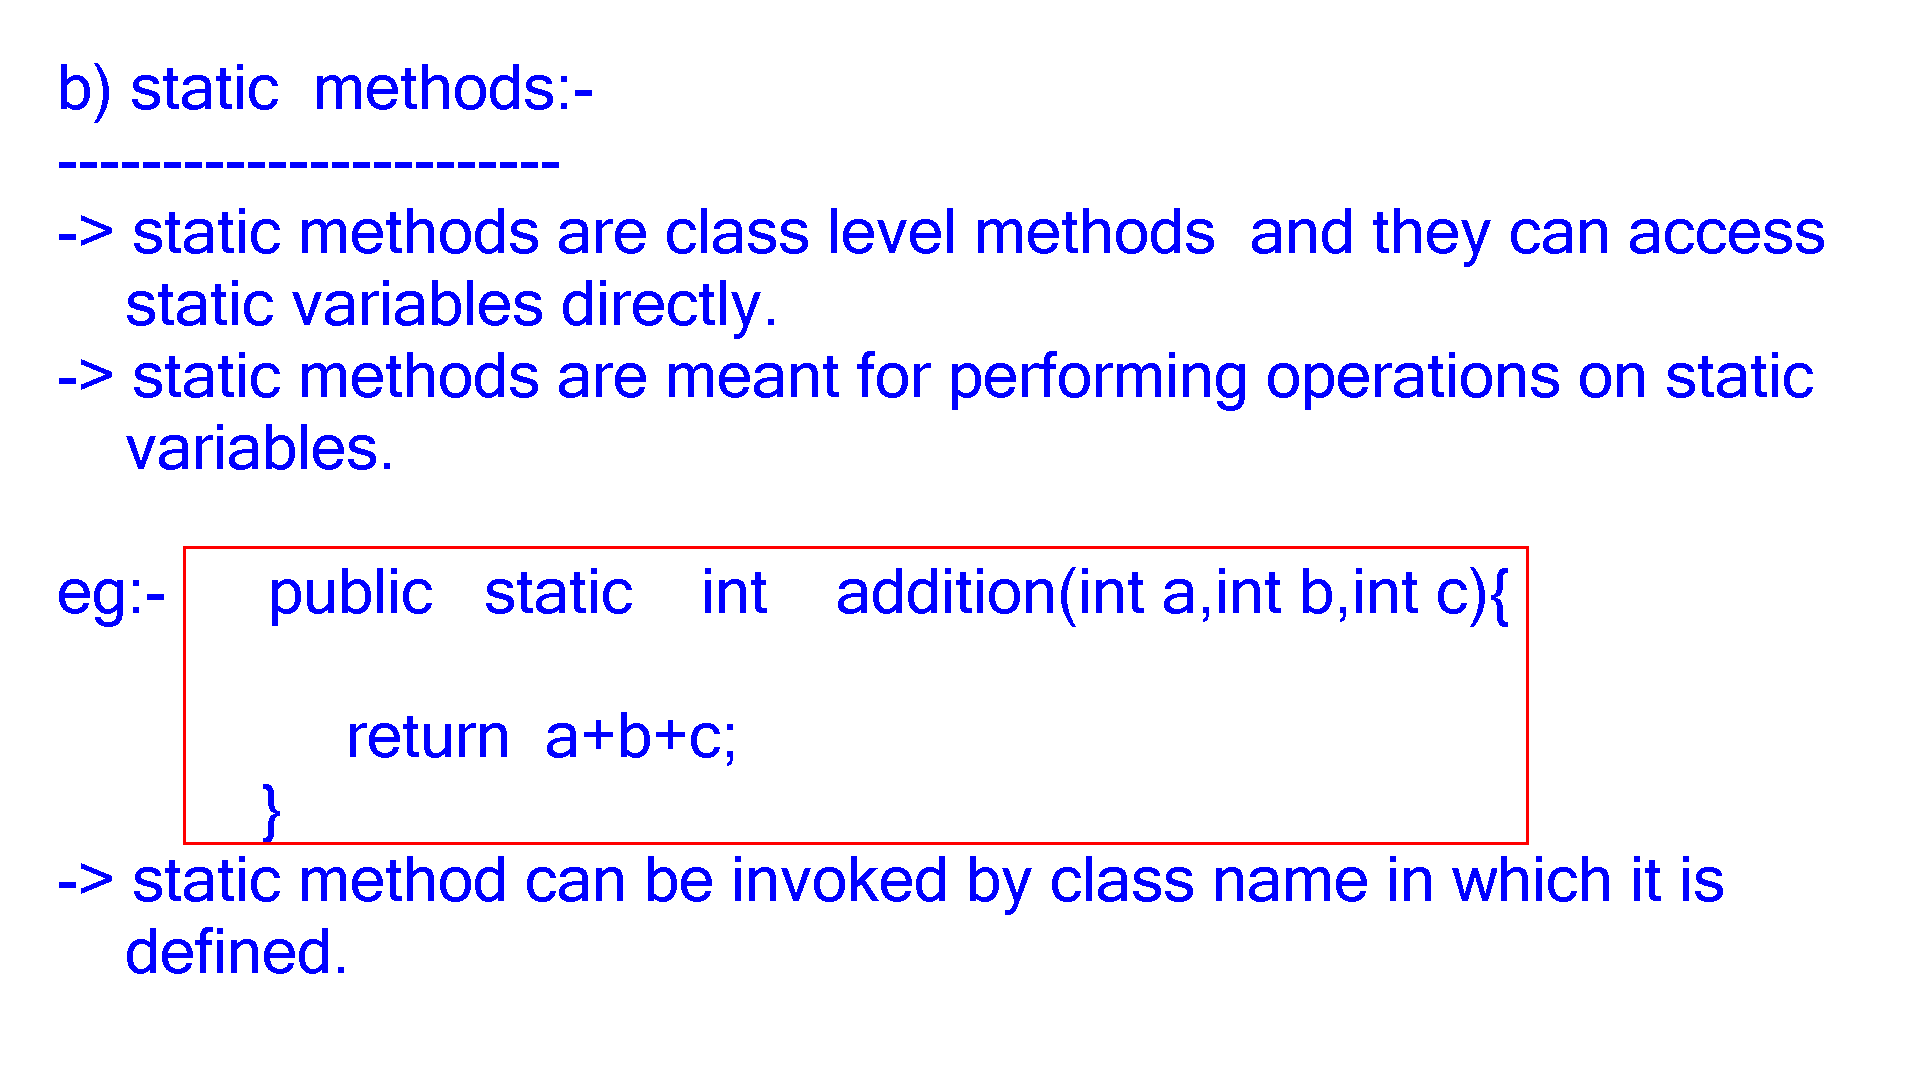 b) static  methods:-
------------------------
-> static methods are class level methods  and they can access
static variables directly.
-> static methods are meant for performing operations on static
variables.
eg:-      public   static    int    addition(int a,int b,int c){
return  a+b+c;
}
-> static method can be invoked by class name in which it is
defined.